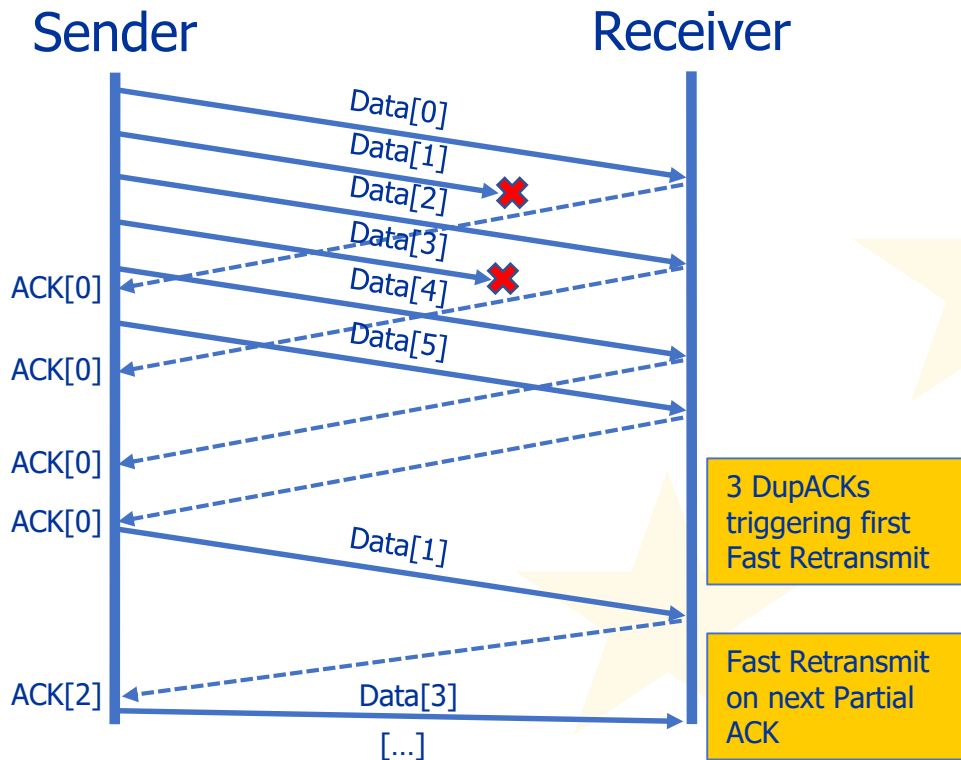 Sender
Receiver
Data[0]
Data[1]
Data[2]
Data[3]
ACK[0]
Data[4]
Data[5]
ACK[0]
ACK[0]
ACK[0]
3 DupACKs
triggering first
Fast Retransmit
Data[1]
Fast Retransmit
on next Partial
ACK
ACK[2]
Data[3]
[...]